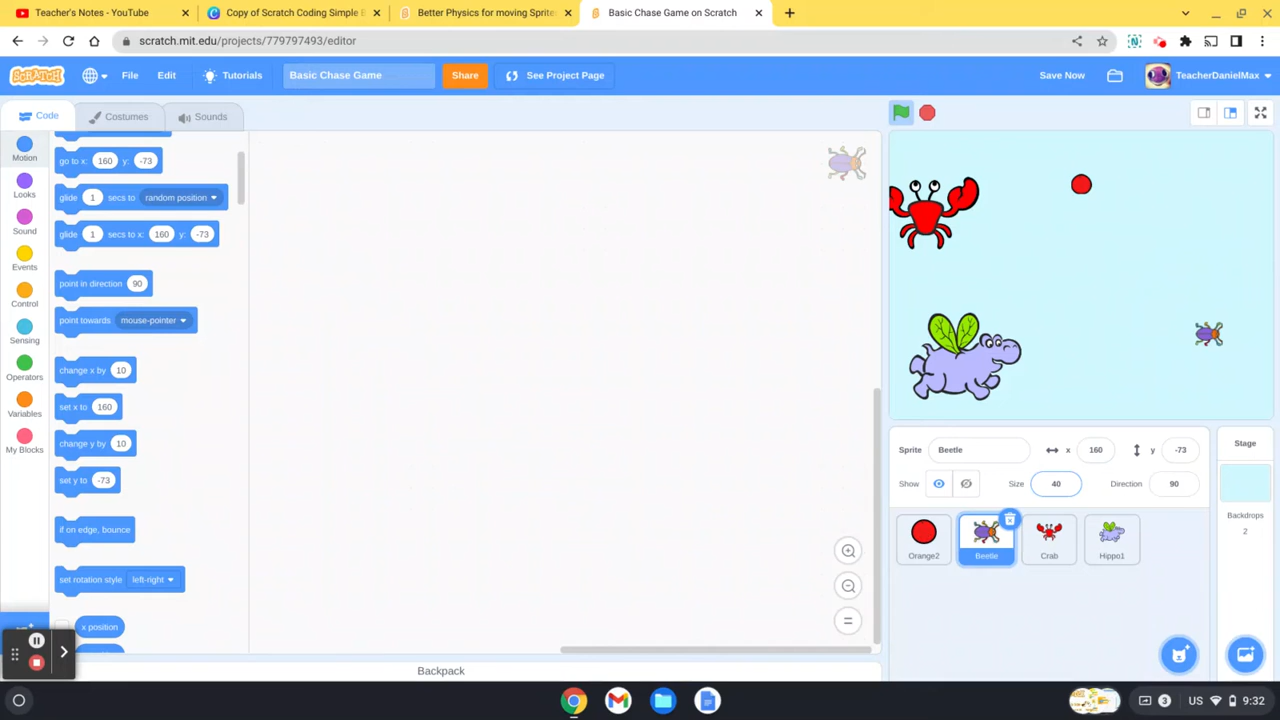 Teacher's Notes - YouTube
Copy of Scratch Coding Simple B
Better Physics for moving Sprite
Basic Chase Game on Scratch
scratch.mit.edu/projects/779797493/editor
SCRATCH
File
Edit
Tutorials
Basic Chase Game
Share
See Project Page
Save Now
TeacherDanielMax
Code
Costumes
Sounds
Motion
Looks
Sound
Events
Control
Sensing
Operators
Variables
My Blocks
go to x: 160 y: -73
glide 1 secs to random position
glide 1 secs to x: 160 y: -73
point in direction 90
point towards mouse-pointer
change x by 10
set x to 160
change y by 10
set y to -73
if on edge, bounce
set rotation style left-right
x position
Sprite Beetle x 160 y -73
Show Size 40 Direction 90
Orange2 Beetle Crab Hippo1
Stage
Backdrops
2
Backpack
3 US 9:32